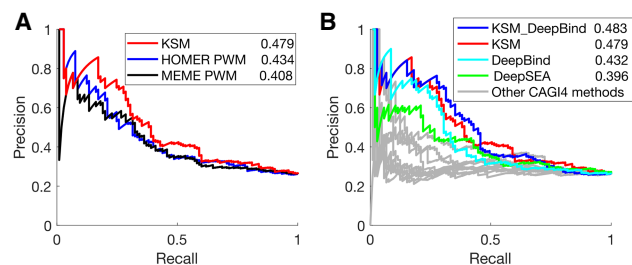 A
KSM 0.479
HOMER PWM 0.434
MEME PWM 0.408
Precision
1
0.8
0.6
0.4
0.2
0
0 0.5 1
Recall
B
KSM_DeepBind 0.483
KSM 0.479
DeepBind 0.432
DeepSEA 0.396
Other CAGI4 methods
Precision
1
0.8
0.6
0.4
0.2
0
0 0.5 1
Recall